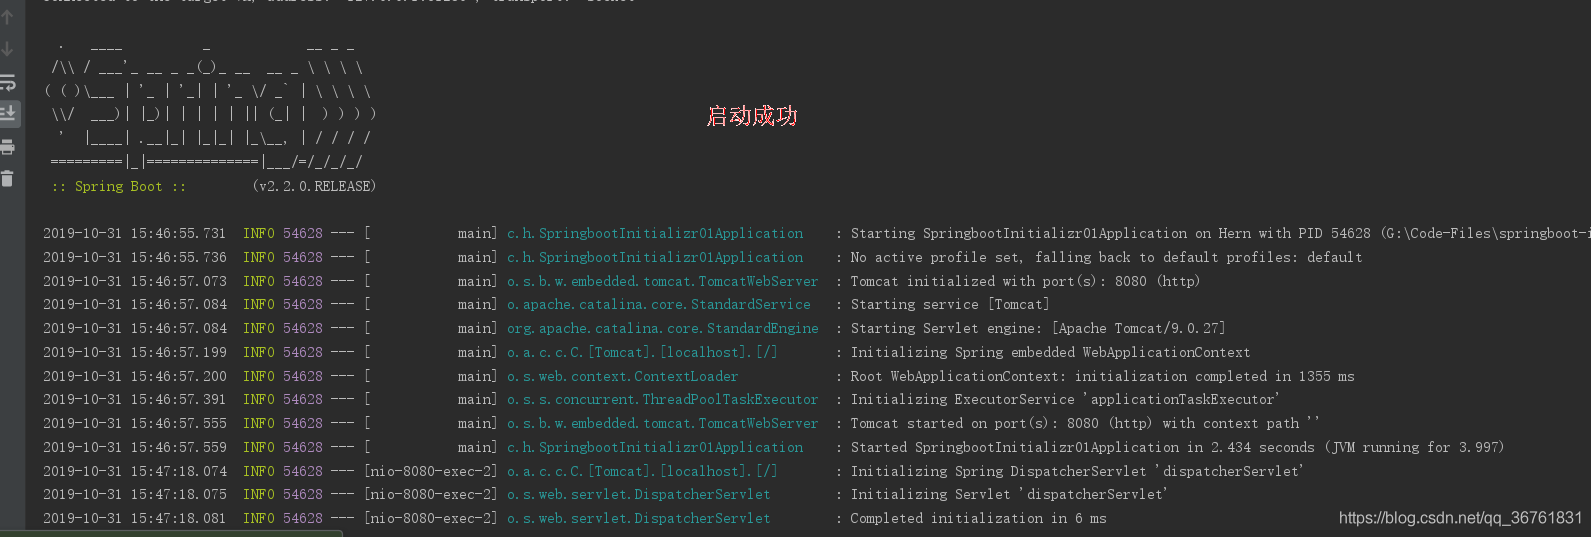 . ____ _ __ _ _
/\\ / ___'_ __ _ _(_)_ __ __ _ \ \ \ \
( ( )\___ | '_ | '_| | '_ \/ _` | \ \ \ \
\\/ ___)| |_)| | | | | || (_| | ) ) ) )
' |____| .__|_| |_|_| |_\__, | / / / /
=========|_|==============|___/=/_/_/_/
启动成功
:: Spring Boot :: (v2.2.0.RELEASE)
2019-10-31 15:46:55.731 INFO 54628 --- [ main] c.h.SpringbootInitializr01Application : Starting SpringbootInitializr01Application on Hern with PID 54628 (G:\Code-Files\springboot-i
2019-10-31 15:46:55.736 INFO 54628 --- [ main] c.h.SpringbootInitializr01Application : No active profile set, falling back to default profiles: default
2019-10-31 15:46:57.073 INFO 54628 --- [ main] o.s.b.w.embedded.tomcat.TomcatWebServer : Tomcat initialized with port(s): 8080 (http)
2019-10-31 15:46:57.084 INFO 54628 --- [ main] o.apache.catalina.core.StandardService : Starting service [Tomcat]
2019-10-31 15:46:57.084 INFO 54628 --- [ main] org.apache.catalina.core.StandardEngine : Starting Servlet engine: [Apache Tomcat/9.0.27]
2019-10-31 15:46:57.199 INFO 54628 --- [ main] o.a.c.c.C.[Tomcat].[localhost].[/] : Initializing Spring embedded WebApplicationContext
2019-10-31 15:46:57.200 INFO 54628 --- [ main] o.s.web.context.ContextLoader : Root WebApplicationContext: initialization completed in 1355 ms
2019-10-31 15:46:57.391 INFO 54628 --- [ main] o.s.s.concurrent.ThreadPoolTaskExecutor : Initializing ExecutorService 'applicationTaskExecutor'
2019-10-31 15:46:57.555 INFO 54628 --- [ main] o.s.b.w.embedded.tomcat.TomcatWebServer : Tomcat started on port(s): 8080 (http) with context path ''
2019-10-31 15:46:57.559 INFO 54628 --- [ main] c.h.SpringbootInitializr01Application : Started SpringbootInitializr01Application in 2.434 seconds (JVM running for 3.997)
2019-10-31 15:47:18.074 INFO 54628 --- [nio-8080-exec-2] o.a.c.c.C.[Tomcat].[localhost].[/] : Initializing Spring DispatcherServlet 'dispatcherServlet'
2019-10-31 15:47:18.075 INFO 54628 --- [nio-8080-exec-2] o.s.web.servlet.DispatcherServlet : Initializing Servlet 'dispatcherServlet'
2019-10-31 15:47:18.081 INFO 54628 --- [nio-8080-exec-2] o.s.web.servlet.DispatcherServlet : Completed initialization in 6 ms
https://blog.csdn.net/qq_36761831